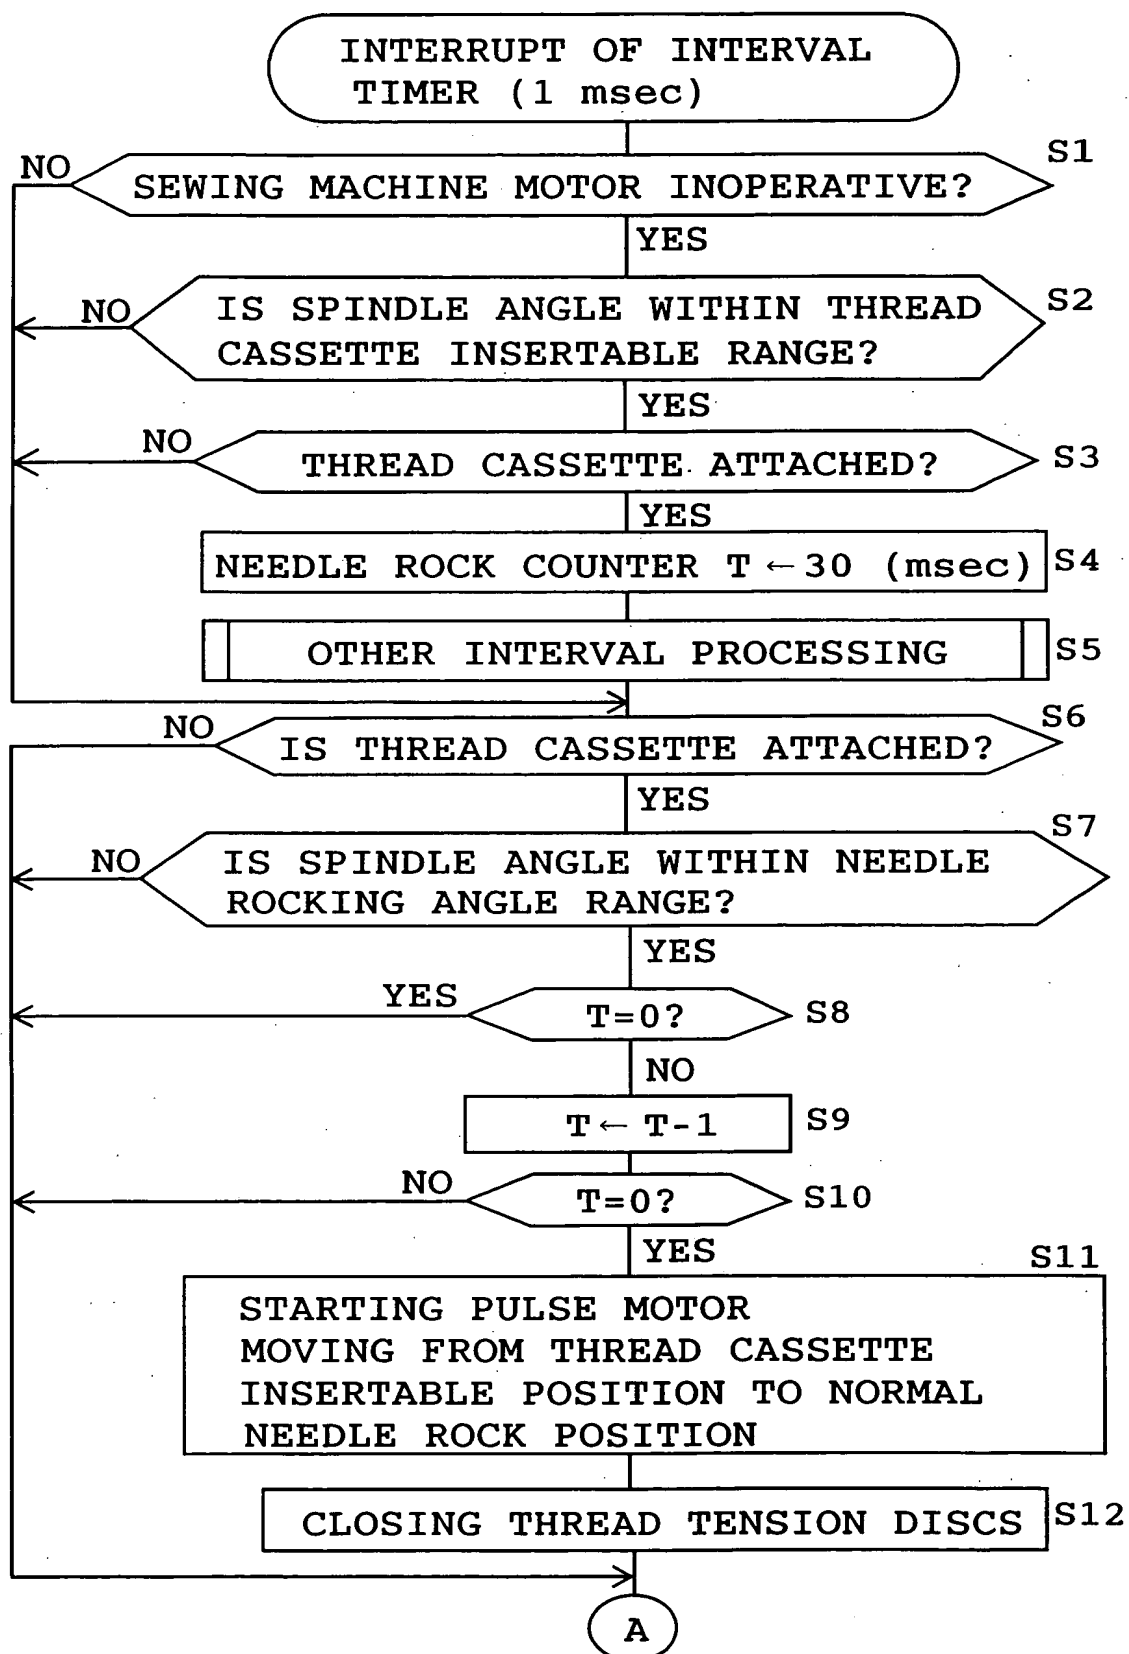 INTERRUPT OF INTERVAL
TIMER (1 msec)
S1
NO
SEWING MACHINE MOTOR INOPERATIVE?
YES
S2
NO
IS SPINDLE ANGLE WITHIN THREAD
CASSETTE INSERTABLE RANGE?
YES
NO
THREAD CASSETTE ATTACHED?
S3
YES
NEEDLE ROCK COUNTER T ← 30 (msec)
S4
OTHER INTERVAL PROCESSING
S5
NO
S6
IS THREAD CASSETTE ATTACHED?
YES
S7
NO
IS SPINDLE ANGLE WITHIN NEEDLE
ROCKING ANGLE RANGE?
YES
YES
T=0?
S8
NO
T ← T-1
S9
NO
T=0?
S10
YES
S11
STARTING PULSE MOTOR
MOVING FROM THREAD CASSETTE
INSERTABLE POSITION TO NORMAL
NEEDLE ROCK POSITION
CLOSING THREAD TENSION DISCS
S12
A